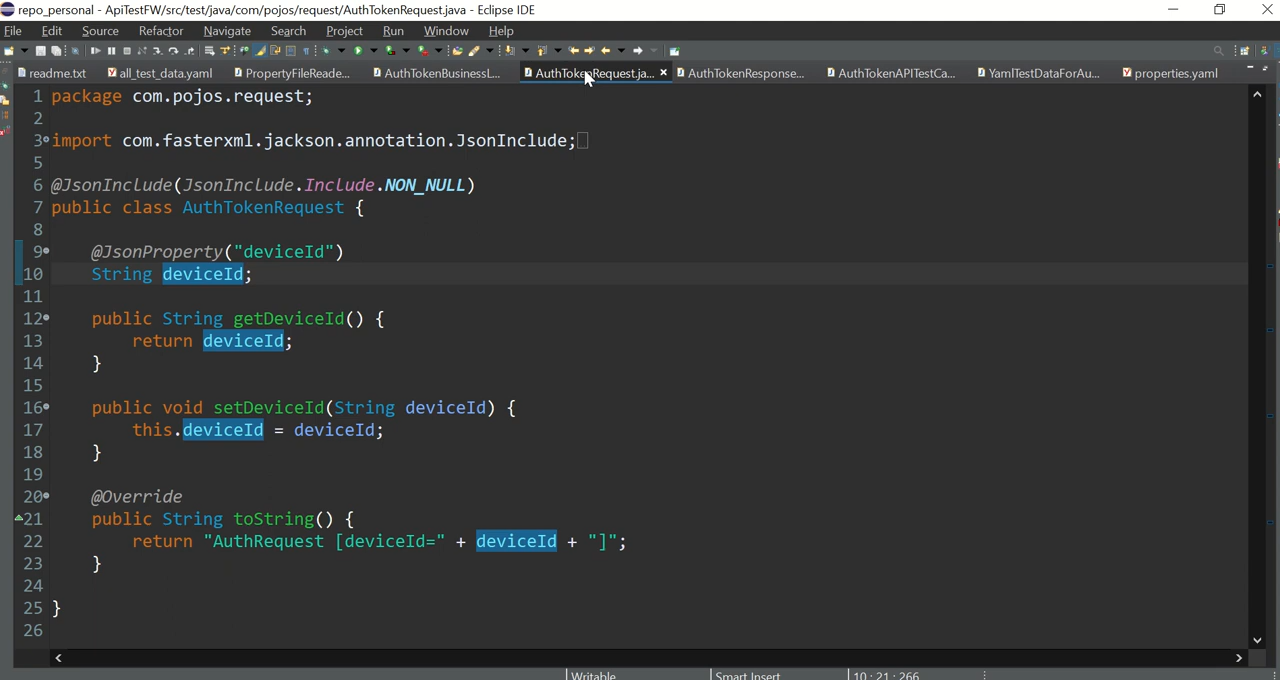 repo_personal - ApiTestFW/src/test/java/com/pojos/request/AuthTokenRequest.java - Eclipse IDE
File Edit Source Refactor Navigate Search Project Run Window Help
readme.txt all_test_data.yaml PropertyFileReade... AuthTokenBusinessL... AuthTokenRequest.ja... AuthTokenResponse... AuthTokenAPITestCa... YamlTestDataForAu... properties.yaml
1 package com.pojos.request;
2
3 import com.fasterxml.jackson.annotation.JsonInclude;
5
6 @JsonInclude(JsonInclude.Include.NON_NULL)
7 public class AuthTokenRequest {
8
9 @JsonProperty("deviceId")
10 String deviceId;
11
12 public String getDeviceId() {
13 return deviceId;
14 }
15
16 public void setDeviceId(String deviceId) {
17 this.deviceId = deviceId;
18 }
19
20 @Override
21 public String toString() {
22 return "AuthRequest [deviceId=" + deviceId + "]";
23 }
24
25 }
26
Writable Smart Insert 10 : 21 : 266